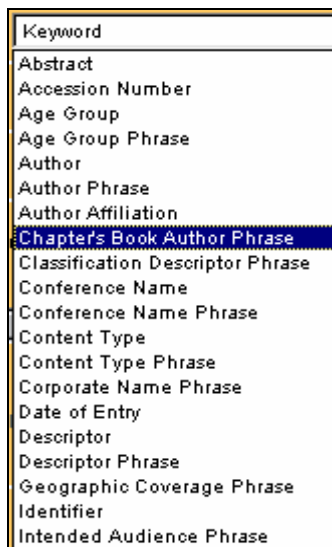 Keyword
Abstract
Accession Number
Age Group
Age Group Phrase
Author
Author Phrase
Author Affiliation
Chapter's Book Author Phrase
Classification Descriptor Phrase
Conference Name
Conference Name Phrase
Content Type
Content Type Phrase
Corporate Name Phrase
Date of Entry
Descriptor
Descriptor Phrase
Geographic Coverage Phrase
Identifier
Intended Audience Phrase